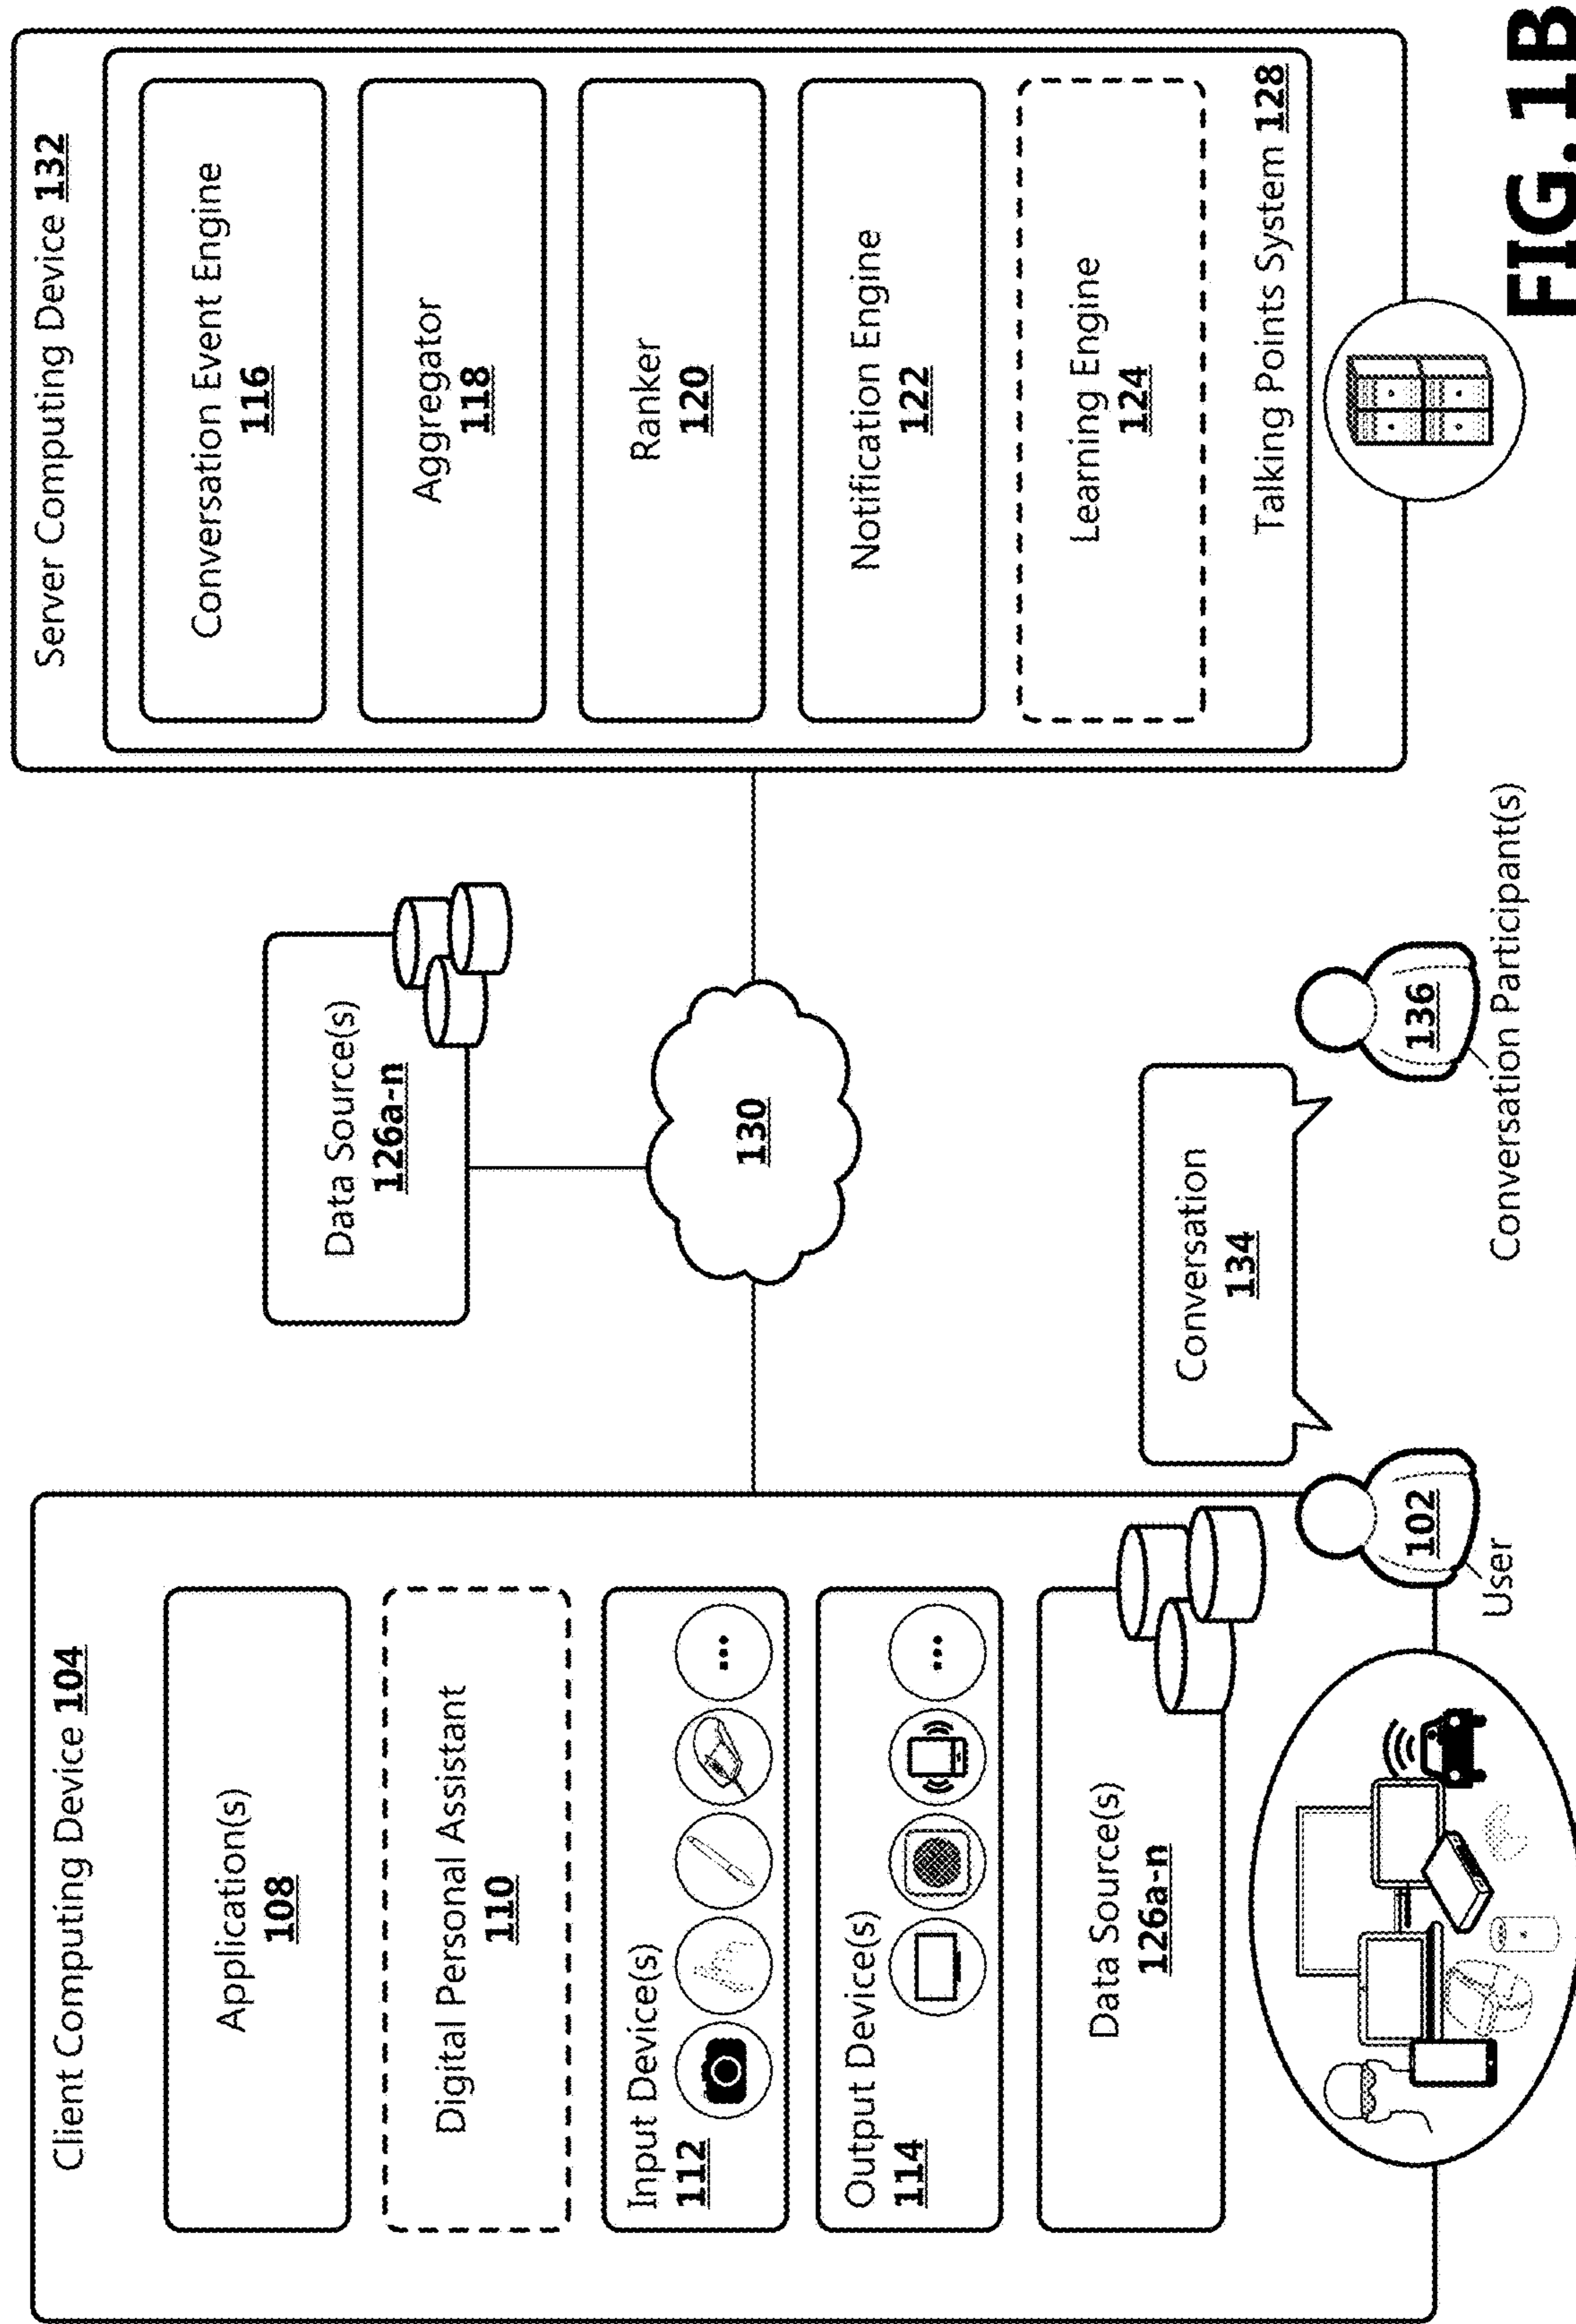 Client Computing Device 104
Application(s)
108
Digital Personal Assistant
110
Input Device(s)
112
...
Output Device(s)
114
...
Data Source(s)
126a-n
User
102
Data Source(s)
126a-n
130
Conversation
134
136
Conversation Participant(s)
Server Computing Device 132
Conversation Event Engine
116
Aggregator
118
Ranker
120
Notification Engine
122
Learning Engine
124
Talking Points System 128
FIG. 1B